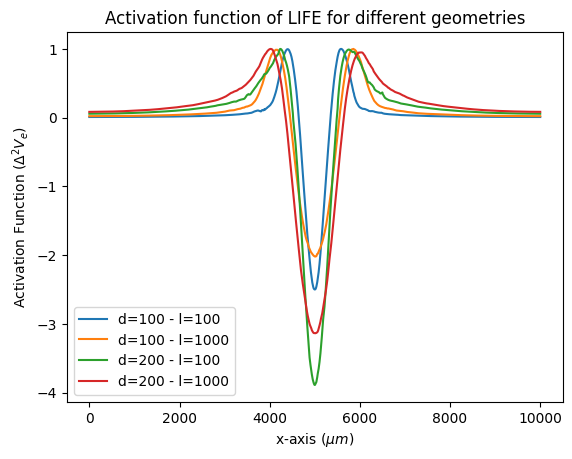 Activation function of LIFE for different geometries
Activation Function (Δ²Vₑ)
1
0
−1
−2
−3
−4
d=100 - l=100
d=100 - l=1000
d=200 - l=100
d=200 - l=1000
0 2000 4000 6000 8000 10000
x-axis (μm)